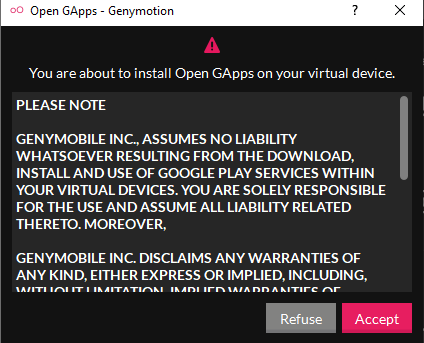 Open GApps - Genymotion
?
You are about to install Open GApps on your virtual device.
PLEASE NOTE
GENYMOBILE INC., ASSUMES NO LIABILITY
WHATSOEVER RESULTING FROM THE DOWNLOAD,
INSTALL AND USE OF GOOGLE PLAY SERVICES WITHIN
YOUR VIRTUAL DEVICES. YOU ARE SOLELY RESPONSIBLE
FOR THE USE AND ASSUME ALL LIABILITY RELATED
THERETO. MOREOVER,
GENYMOBILE INC. DISCLAIMS ANY WARRANTIES OF
ANY KIND, EITHER EXPRESS OR IMPLIED, INCLUDING,
WITHOUT LIMITATION, IMPLIED WARRANTIES OF
Refuse
Accept